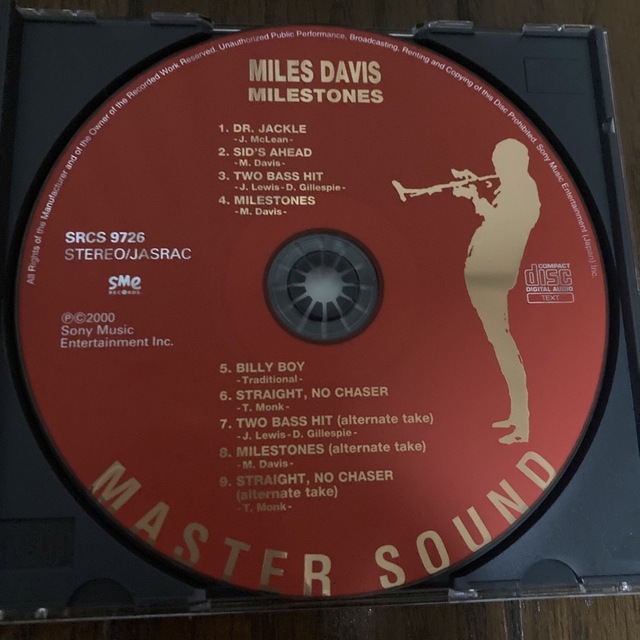 All Rights of the Manufacturer and of the Owner of the Recorded Work Reserved. Unauthorized Public Performance, Broadcasting, Renting and Copying of this Disc Prohibited. Sony Music Entertainment (Japan) Inc.
MILES DAVIS
MILESTONES
1. DR. JACKLE
-J. McLean-
2. SID'S AHEAD
-M. Davis-
3. TWO BASS HIT
-J. Lewis-D. Gillespie-
4. MILESTONES
-M. Davis-
SRCS 9726
STEREO/JASRAC
SMe
RECORDS.
℗©2000
Sony Music
Entertainment Inc.
COMPACT
disc
DIGITAL AUDIO
TEXT
5. BILLY BOY
-Traditional-
6. STRAIGHT, NO CHASER
-T. Monk-
7. TWO BASS HIT (alternate take)
-J. Lewis-D. Gillespie-
8. MILESTONES (alternate take)
-M. Davis-
9. STRAIGHT, NO CHASER
(alternate take)
-T. Monk-
MASTER SOUND